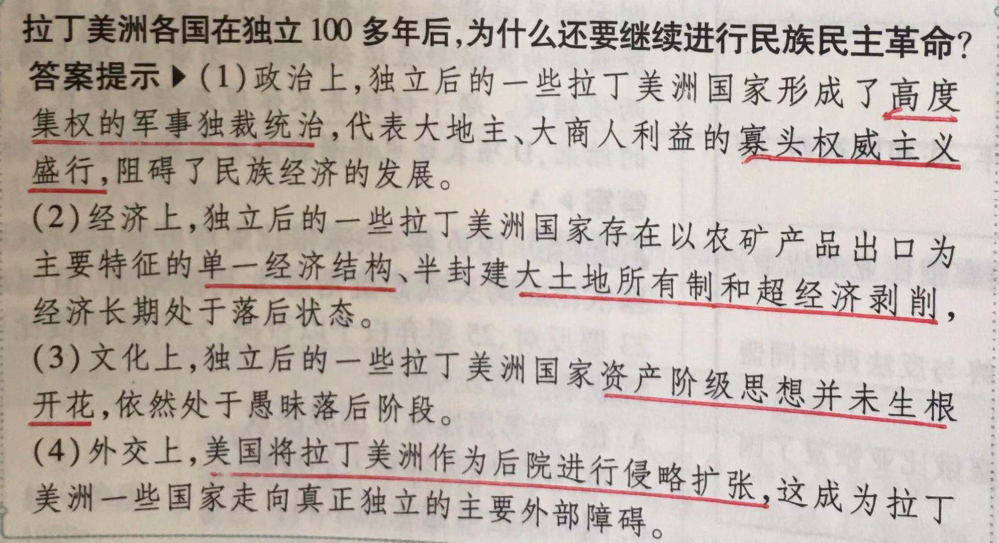 拉丁美洲各国在独立100多年后,为什么还要继续进行民族民主革命?
答案提示▶(1)政治上,独立后的一些拉丁美洲国家形成了高度
集权的军事独裁统治,代表大地主、大商人利益的寡头权威主义
盛行,阻碍了民族经济的发展。
(2)经济上,独立后的一些拉丁美洲国家存在以农矿产品出口为
主要特征的单一经济结构、半封建大土地所有制和超经济剥削,
经济长期处于落后状态。
(3)文化上,独立后的一些拉丁美洲国家资产阶级思想并未生根
开花,依然处于愚昧落后阶段。
(4)外交上,美国将拉丁美洲作为后院进行侵略扩张,这成为拉丁
美洲一些国家走向真正独立的主要外部障碍。